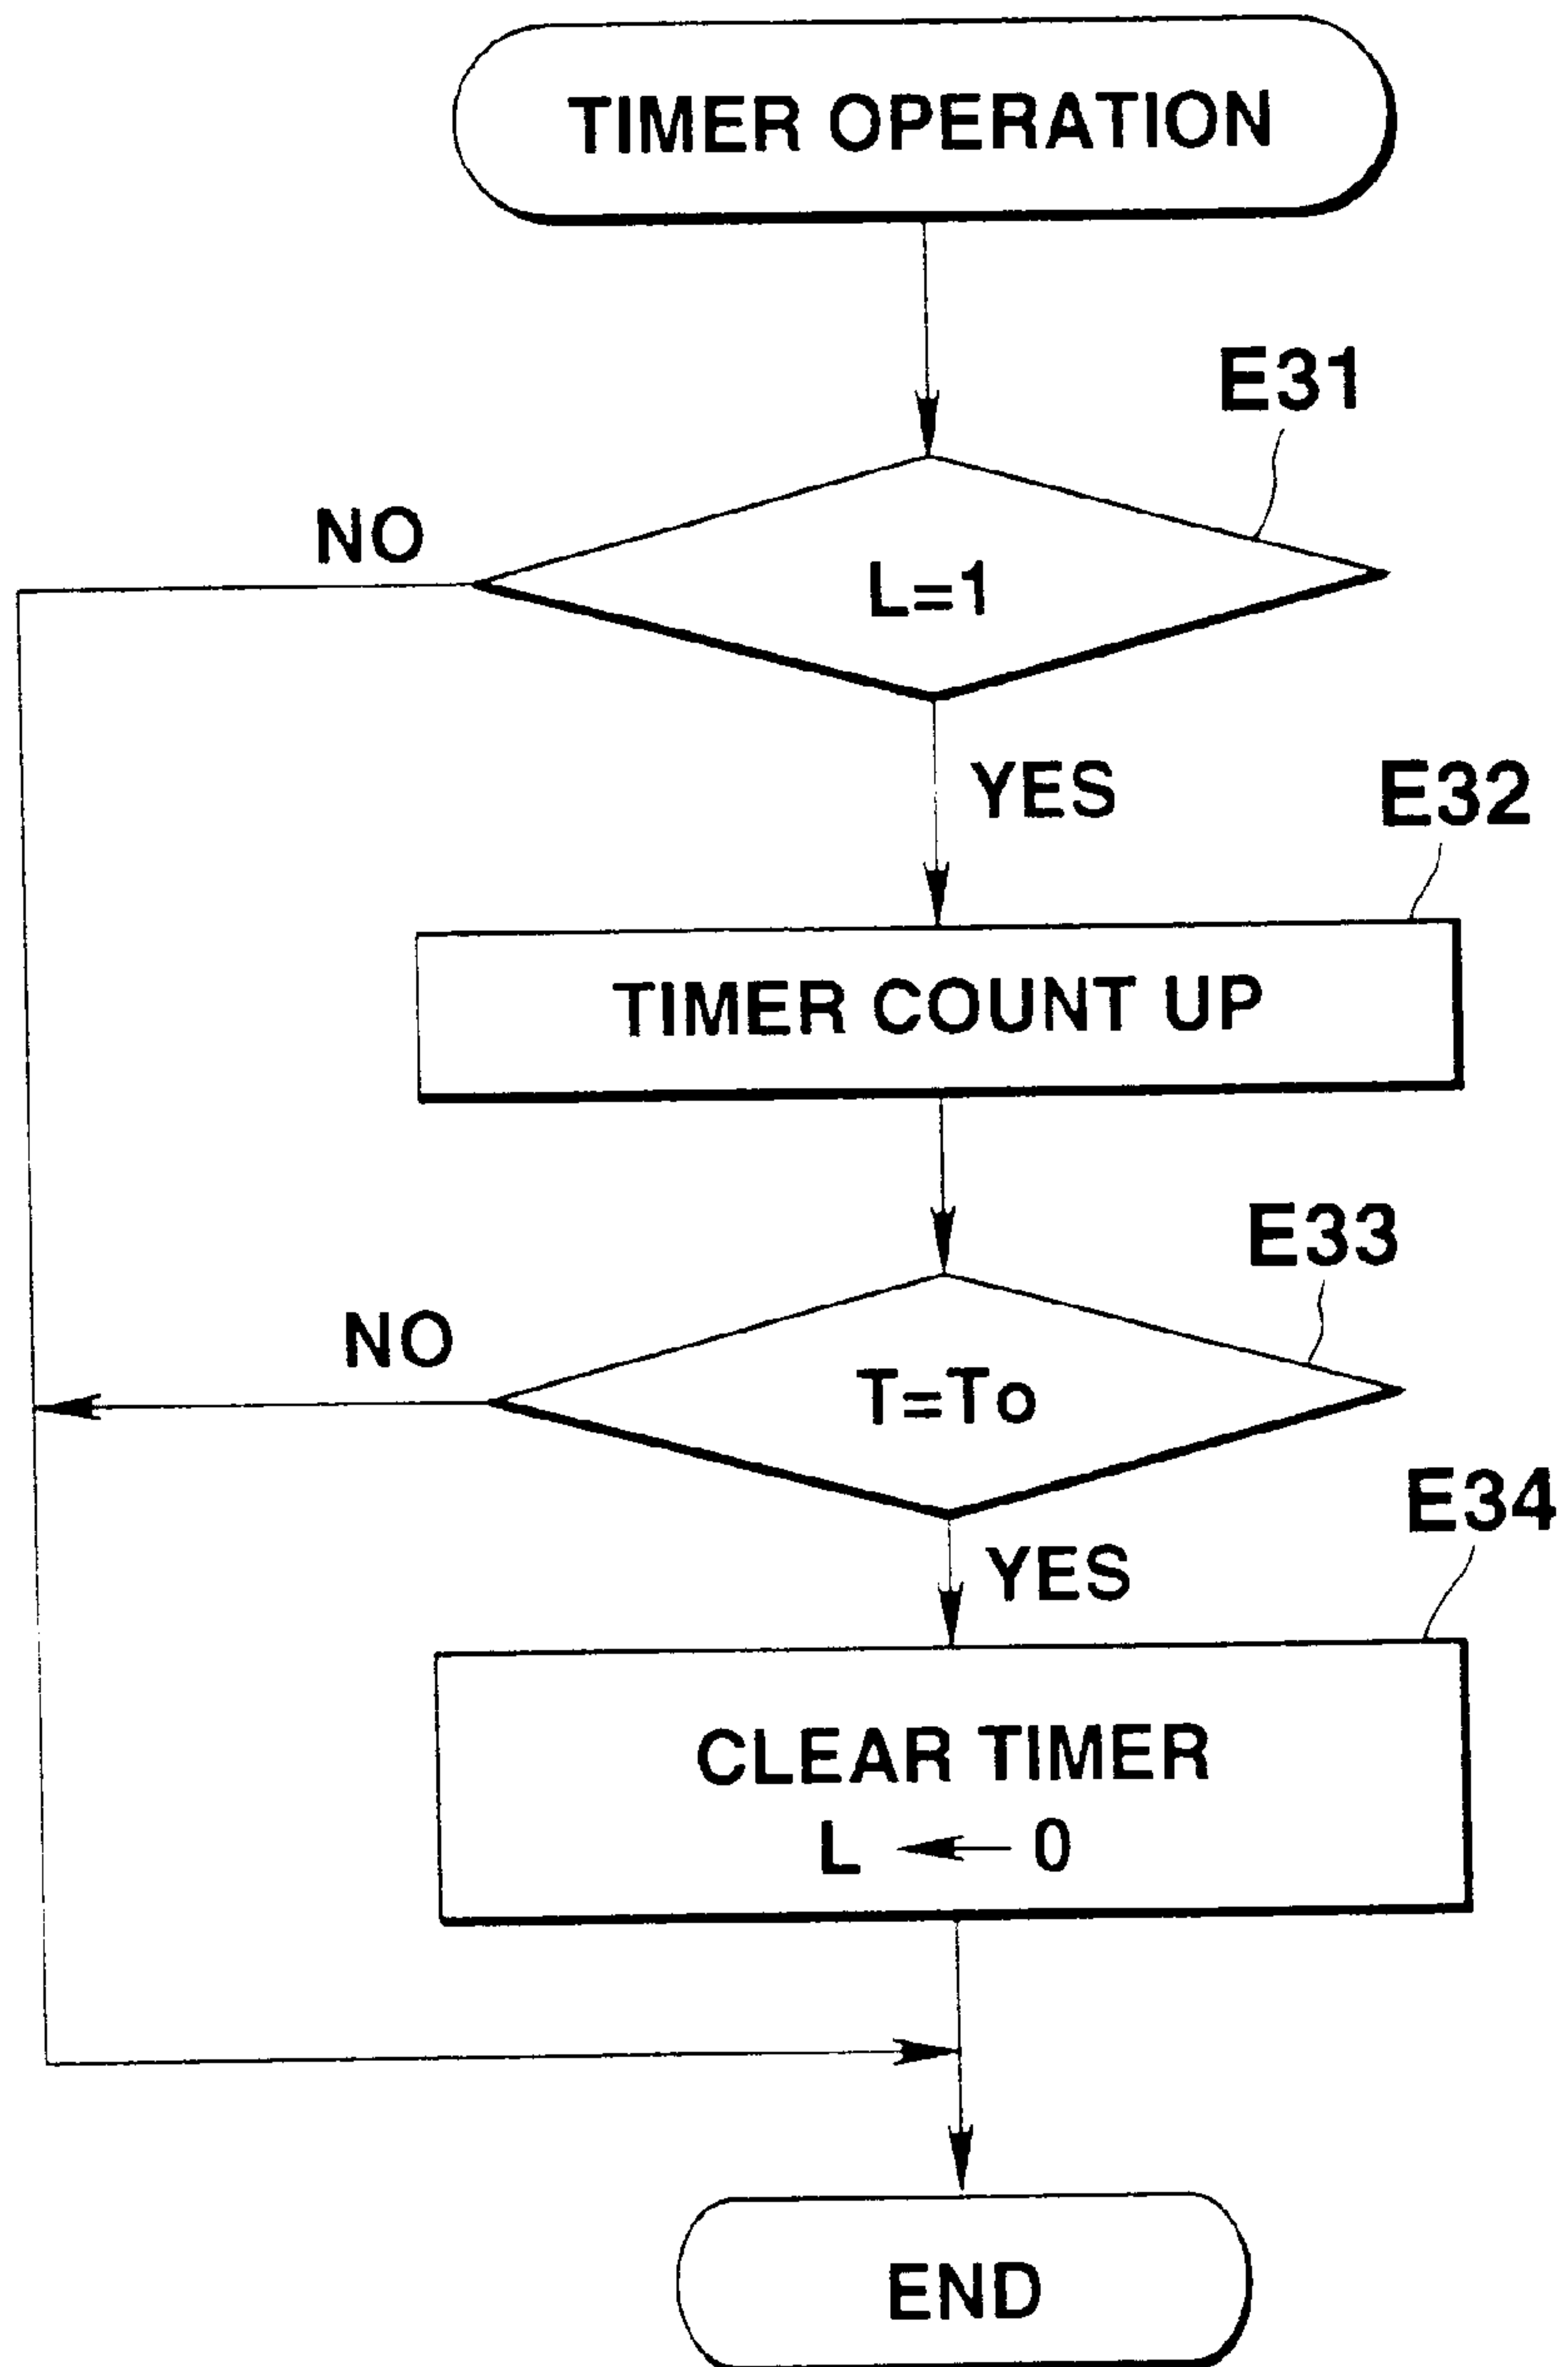 TIMER OPERATION
E31
NO
L=1
YES
E32
TIMER COUNT UP
E33
NO
T=To
E34
YES
CLEAR TIMER
L ← 0
END